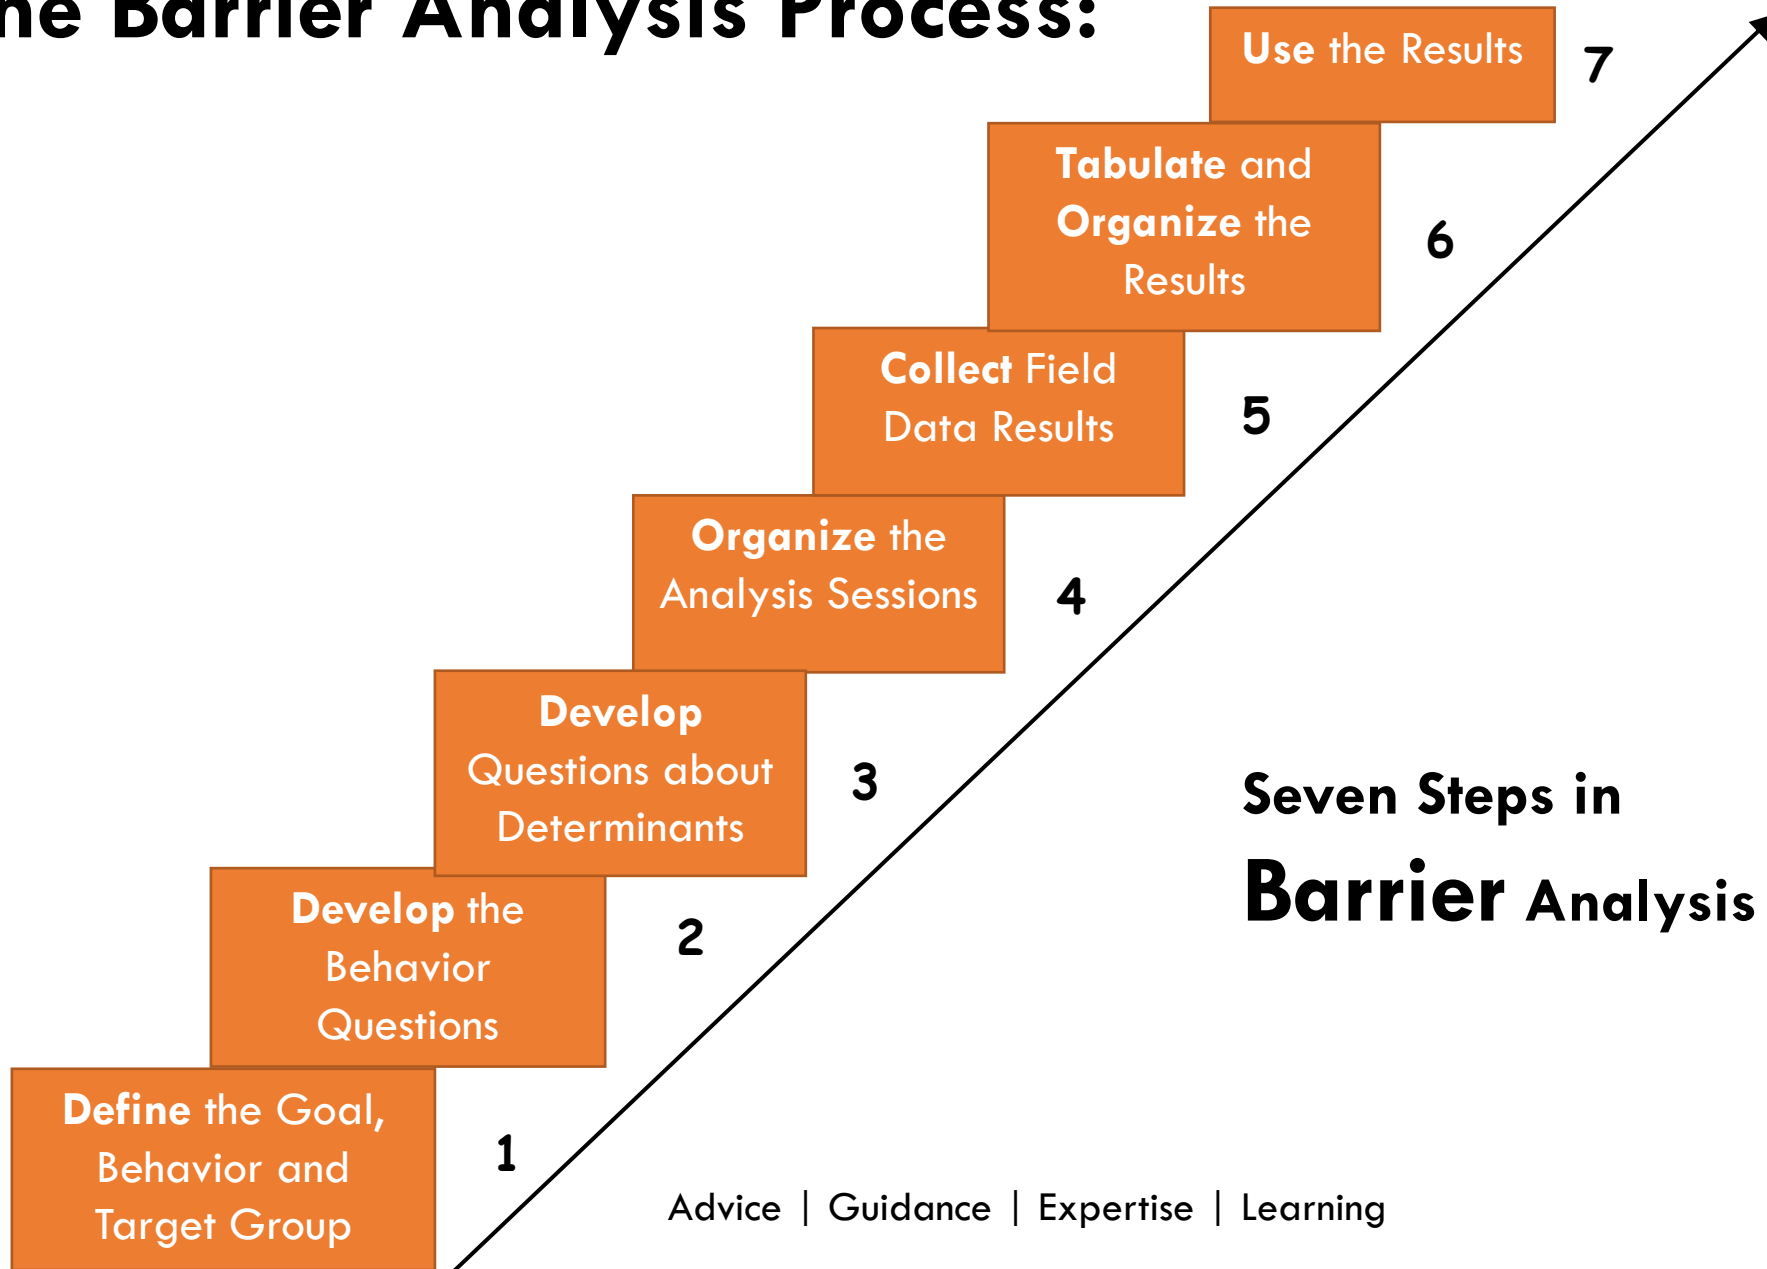 ne Barrier Analysis Process:
Use the Results
7
Tabulate and
Organize the
Results
6
Collect Field
Data Results
5
Organize the
Analysis Sessions
4
Develop
Questions about
Determinants
3
Seven Steps in
Barrier Analysis
Develop the
Behavior
Questions
2
Define the Goal,
Behavior and
Target Group
1
Advice | Guidance | Expertise | Learning